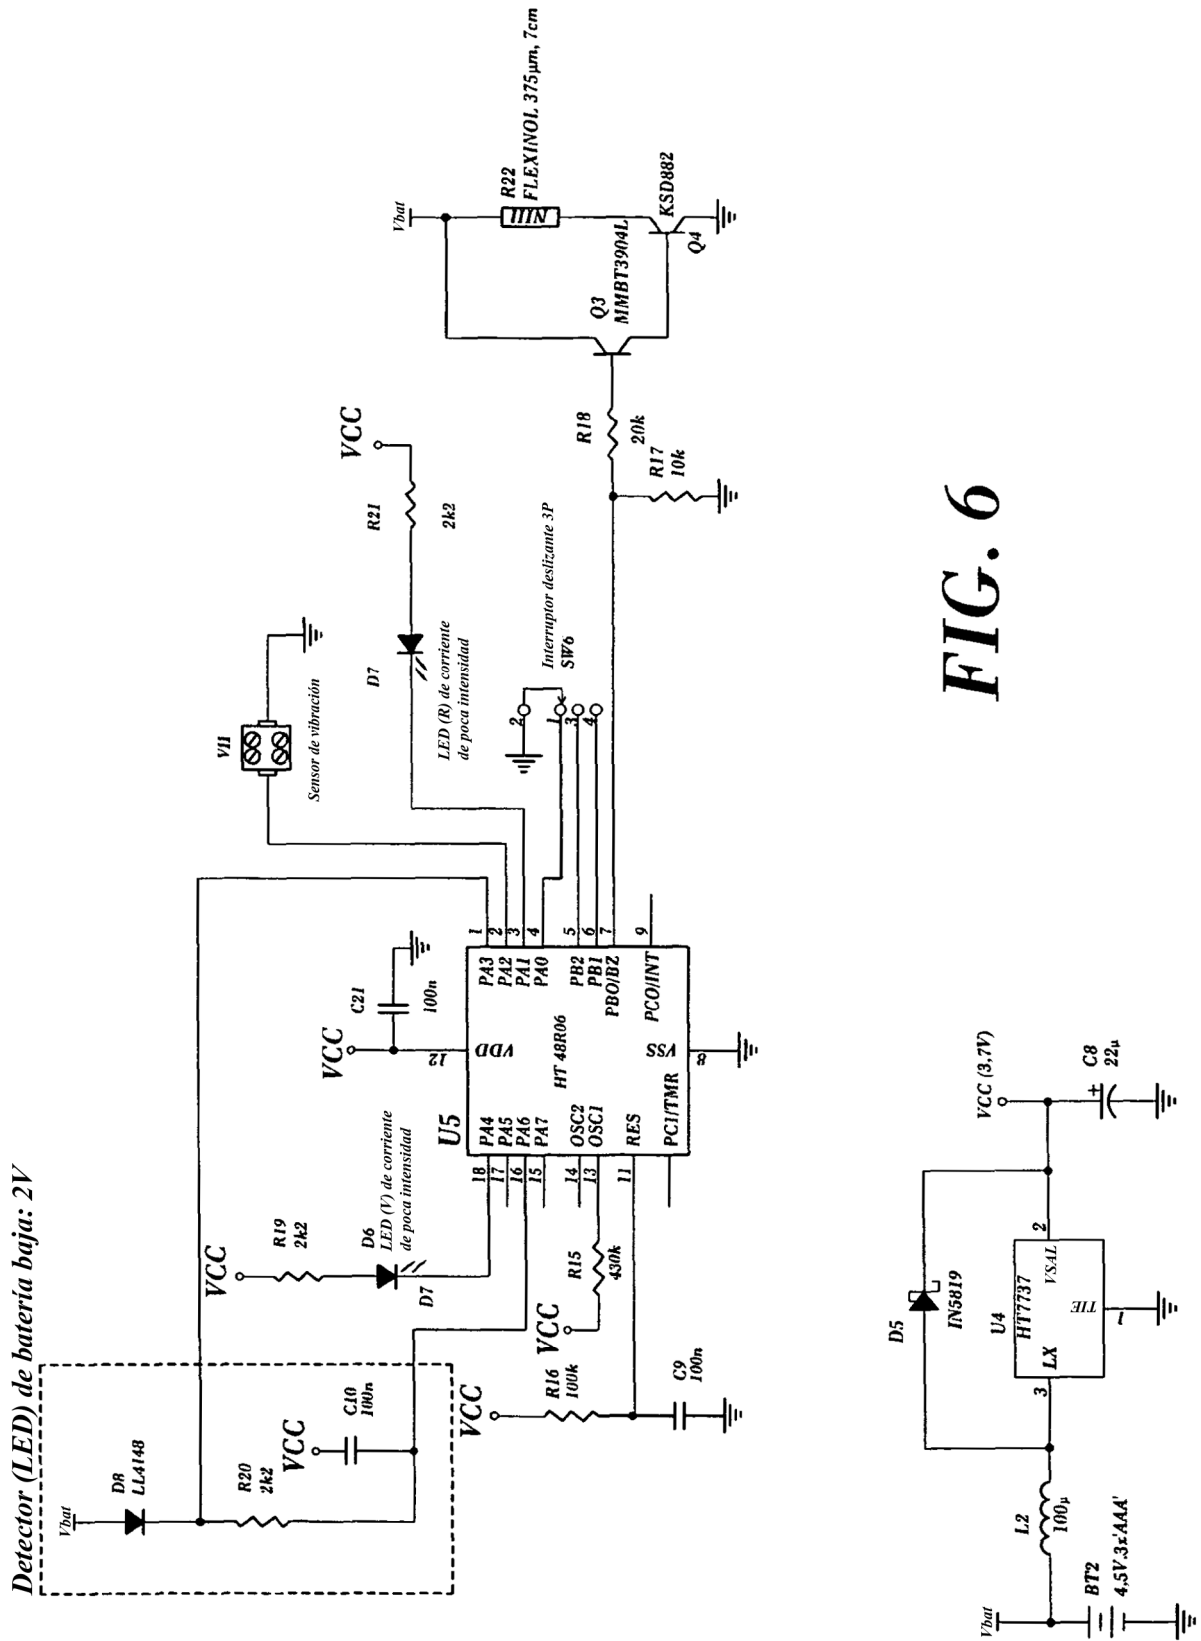 Detector (LED) de batería baja: 2V
Vbat
D8
LL4148
R20
2k2
VCC
C10
100n
VCC
R19
2k2
D6
LED (V) de corriente
de poca intensidad
D7
VCC
R15
430k
VCC
R16
100k
C9
100n
VCC
C21
100n
U5
HT 48R06
PA4
PA5
PA6
PA7
OSC2
OSC1
RES
PC1/TMR
VDD
VSS
PA3
PA2
PA1
PA0
PB2
PB1
PBO/BZ
PCO/INT
18
17
16
15
14
13
11
12
8
1
2
3
4
5
6
7
9
VII
Sensor de vibración
D7
LED (R) de corriente
de poca intensidad
R21
2k2
VCC
2
1
3
4
Interruptor deslizante 3P
SW6
R18
20k
R17
10k
Q3
MMBT3904L
Q4
KSD882
Vbat
R22
FLEXINOL 375µm, 7cm
Vbat
BT2
4,5V.3x'AAA'
L2
100µ
D5
IN5819
U4
HT7737
LX
VSAL
TIE
3
2
1
VCC (3,7V)
C8
22µ
+
FIG. 6